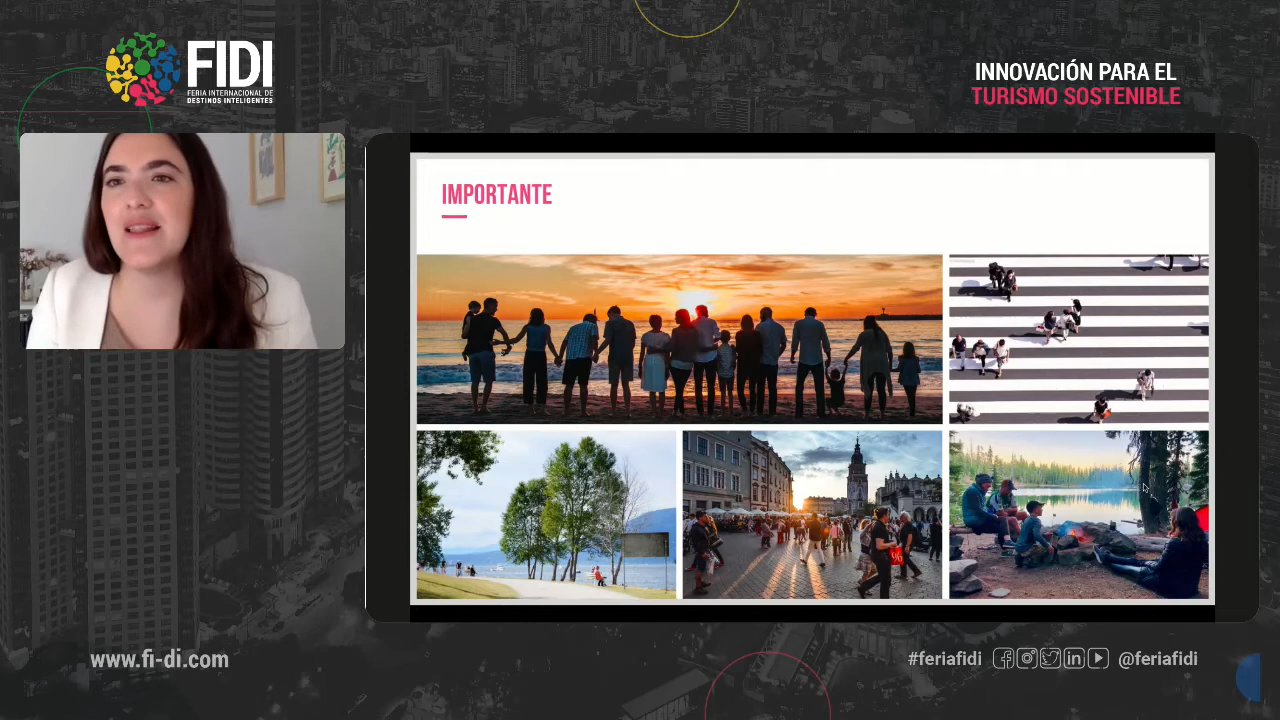 FIDI
FERIA INTERNACIONAL DE
DESTINOS INTELIGENTES
INNOVACIÓN PARA EL
TURISMO SOSTENIBLE
IMPORTANTE
%
www.fi-di.com
#feriafidi
@feriafidi